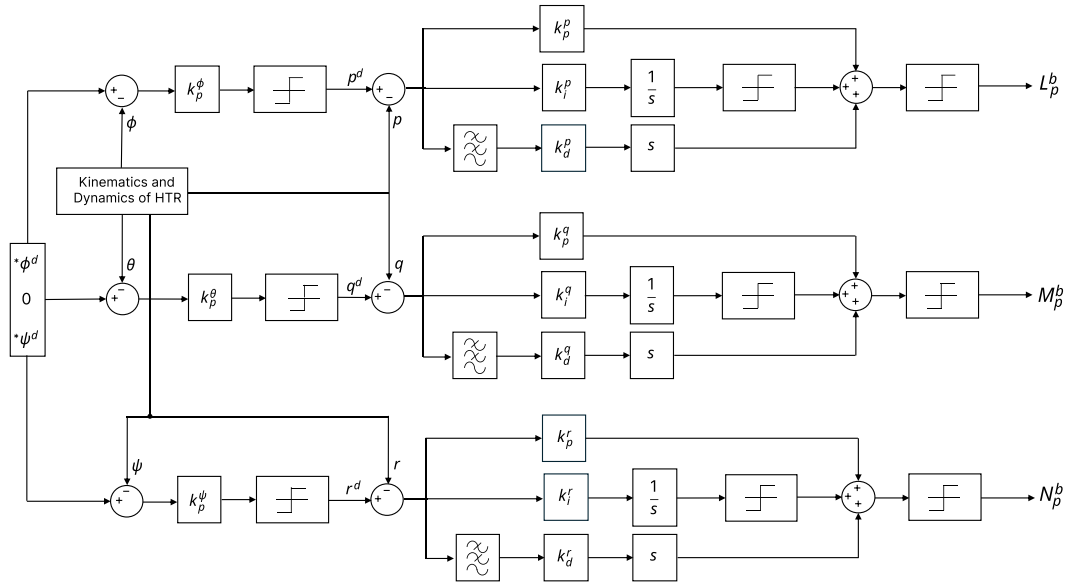 k_p^p
k_p^ϕ
p^d
+ −
+ −
k_i^p
1/s
+ + +
L_p^b
ϕ
p
k_d^p
s
Kinematics and
Dynamics of HTR
k_p^q
*ϕ^d
0
*ψ^d
θ
q
+ −
k_p^θ
q^d
+ −
k_i^q
1/s
+ + +
M_p^b
k_d^q
s
k_p^r
ψ
r
+ −
k_p^ψ
r^d
+ −
k_i^r
1/s
+ + +
N_p^b
k_d^r
s